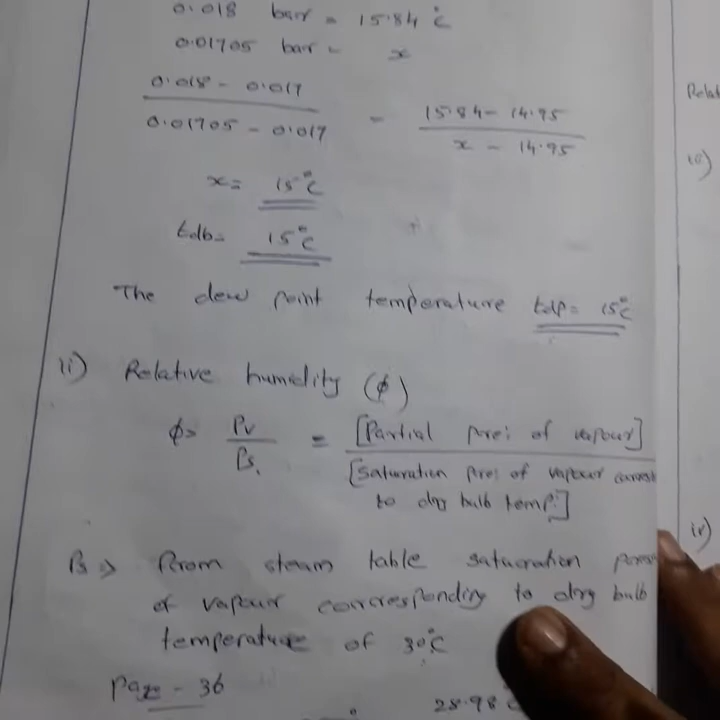 0.018 bar = 15.84°C
0.01705 bar = x
0.018 - 0.017
0.01705 - 0.017
=
15.84 - 14.95
x - 14.95
x = 15°C
tdb = 15°C
The dew point temperature tdp = 15°C
ii) Relative humidity (φ)
φ = Pv = [Partial pre: of vapour]
Ps, [Saturation pre: of vapour
to dry bulb temp:]
Ps => From steam table saturation
of vapour corresponding to dry bulb
temperature of 30°C
Page - 36
28.98°C
Relat
iv)